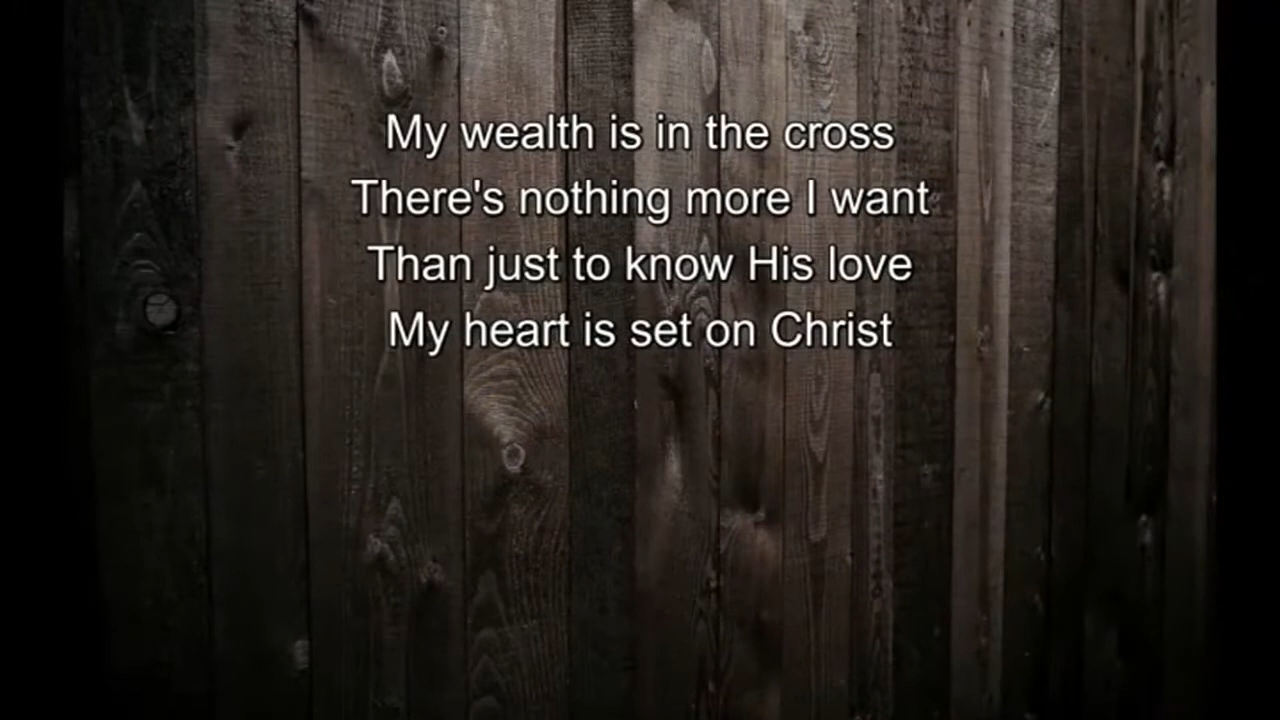 My wealth is in the cross
There's nothing more I want
Than just to know His love
My heart is set on Christ